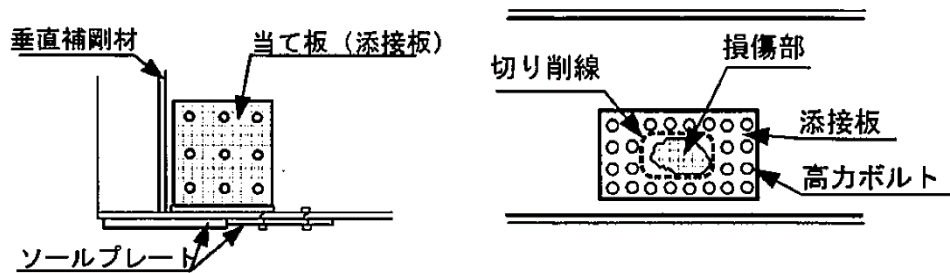 垂直補剛材
当て板（添接板）
ソールプレート
損傷部
切り削線
添接板
高力ボルト